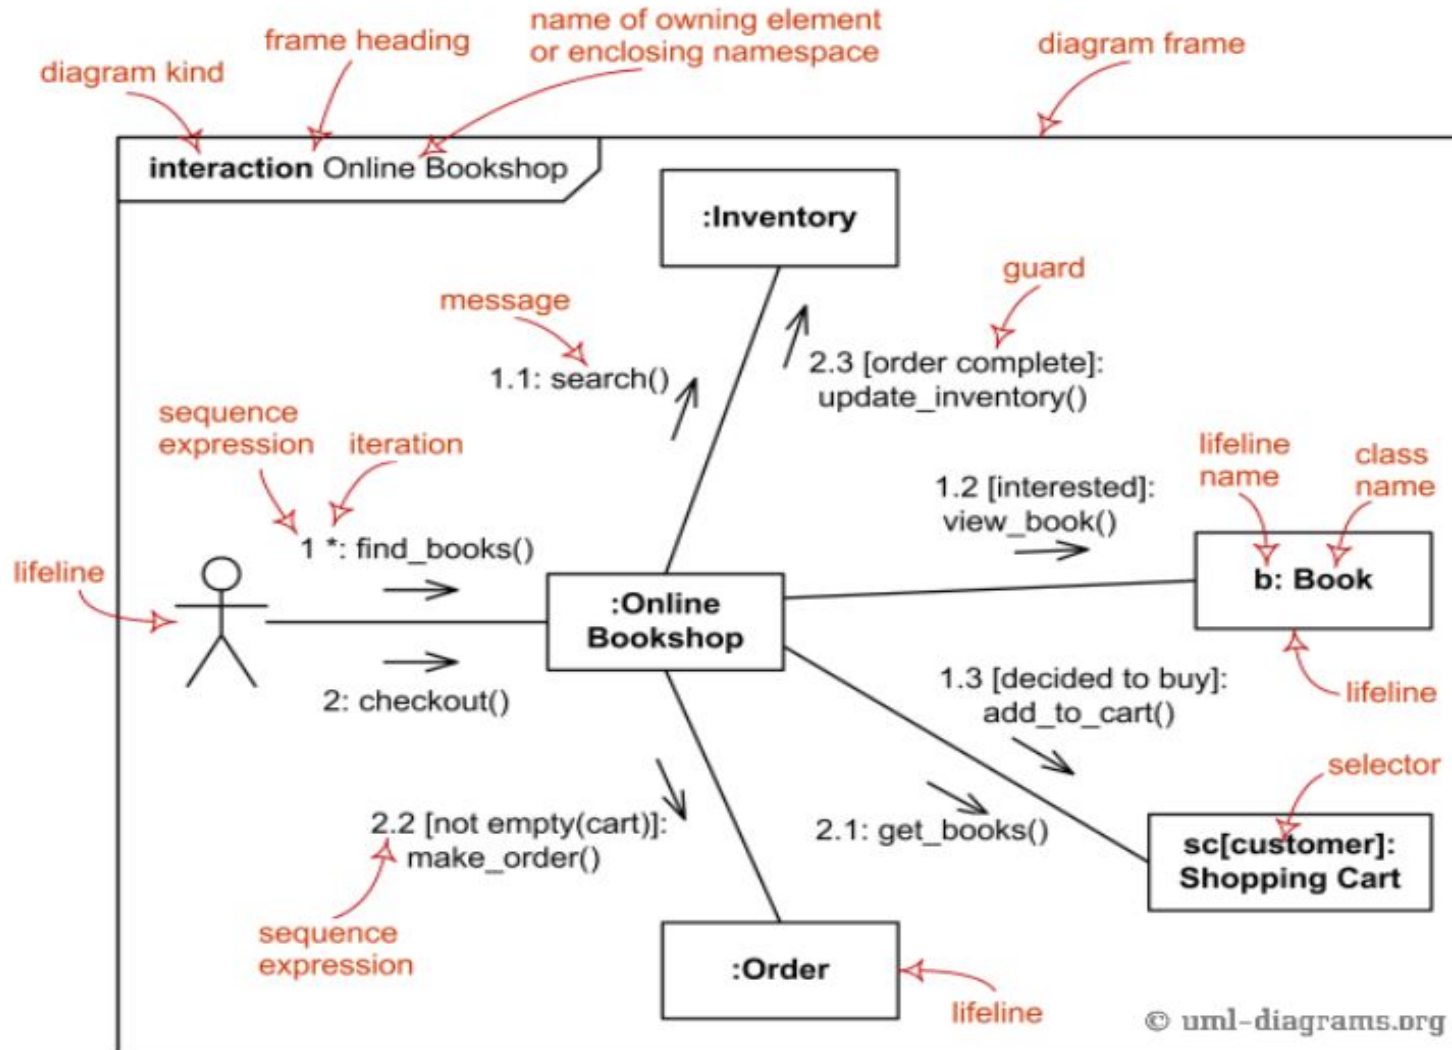 name of owning element
or enclosing namespace
frame heading
diagram frame
diagram kind
interaction Online Bookshop
:Inventory
guard
message
2.3 [order complete]:
update_inventory()
1.1: search()
sequence
expression
iteration
lifeline
name
class
name
1.2 [interested]:
view_book()
1 *: find_books()
lifeline
b: Book
:Online
Bookshop
1.3 [decided to buy]:
add_to_cart()
lifeline
2: checkout()
selector
2.2 [not empty(cart)]:
make_order()
2.1: get_books()
sc[customer]:
Shopping Cart
sequence
expression
:Order
lifeline
© uml-diagrams.org